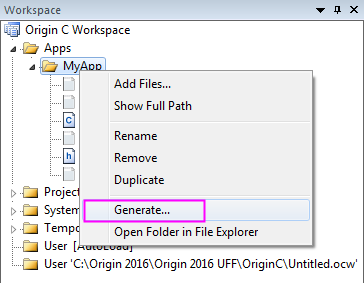 Workspace
Origin C Workspace
Apps
MyApp
Add Files...
Show Full Path
C
Rename
h
Remove
Duplicate
Project
System
Generate...
Tempo
Open Folder in File Explorer
User [AutoLoad]
User 'C:\Origin 2016\Origin 2016 UFF\OriginC\Untitled.ocw'